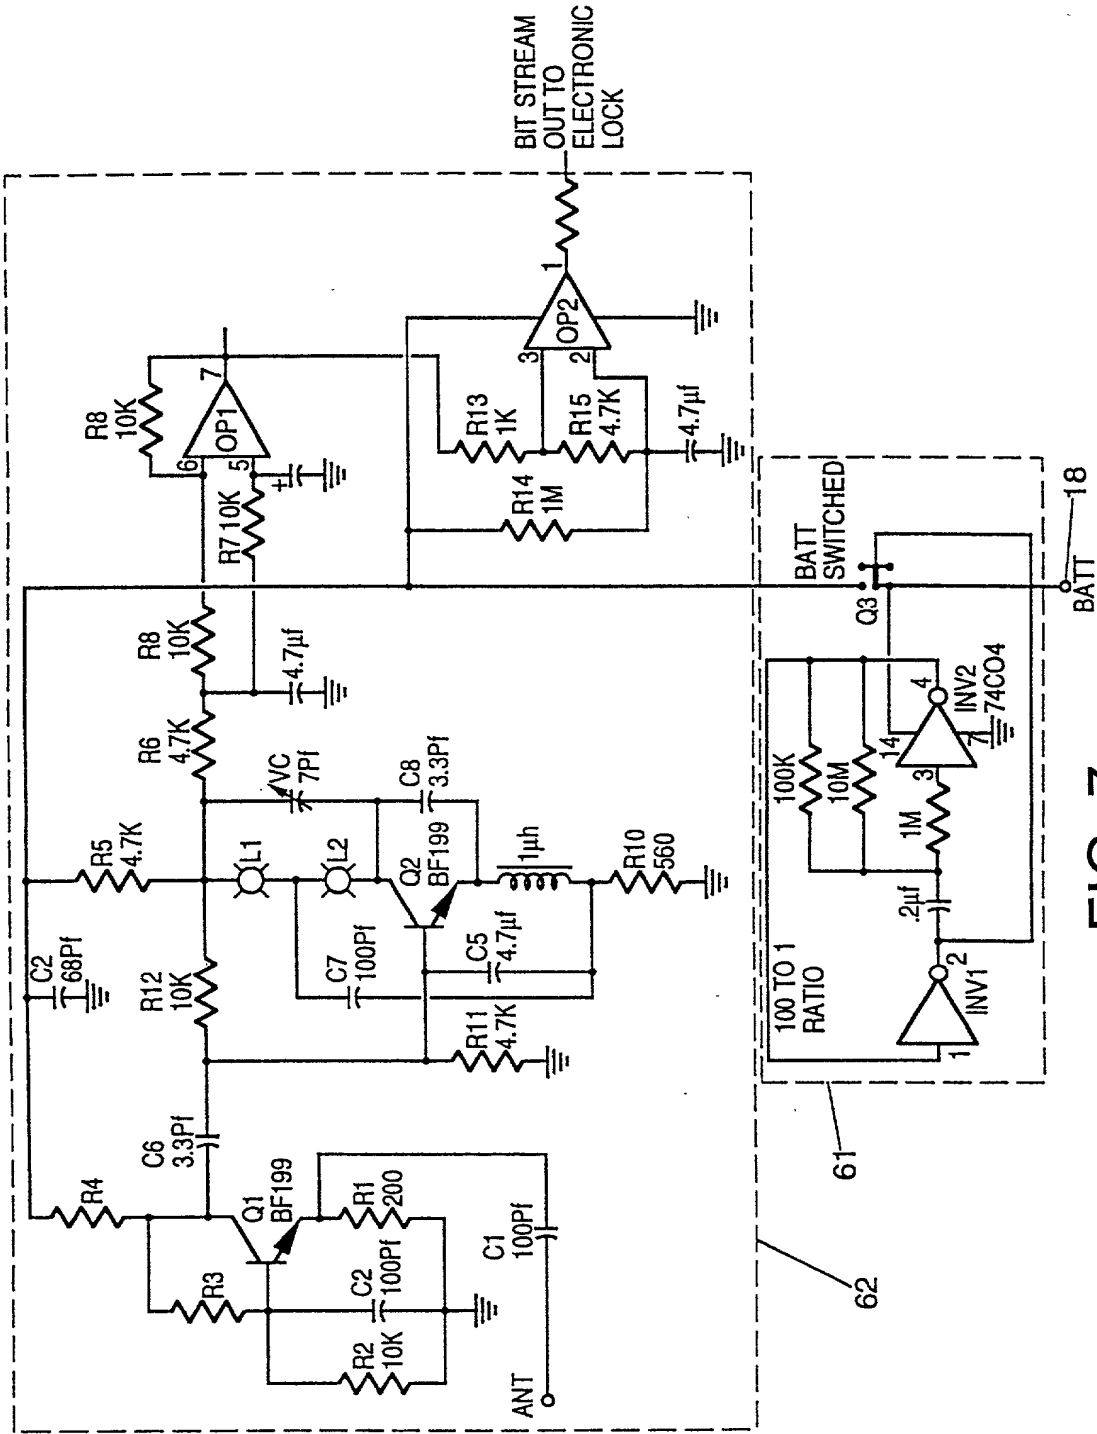 BIT STREAM
OUT TO
ELECTRONIC
LOCK
R8
10K
7
OP1
6
5
+
R7 10K
R8
10K
4.7µf
R6
4.7K
VC
7Pf
C8
3.3Pf
R5
4.7K
L1
L2
Q2
BF199
1µh
R10
560
C2
68Pf
R12
10K
C7
100Pf
C5
4.7µf
R11
4.7K
C6
3.3Pf
R4
Q1
BF199
R3
R1
200
C2
100Pf
R2
10K
C1
100Pf
ANT
1
OP2
3
2
R13
1K
R15
4.7K
R14
1M
4.7µf
BATT
SWITCHED
Q3
18
BATT
100K
10M
1M
14
4
3
7
INV2
74CO4
.2µf
100 TO 1
RATIO
2
INV1
1
61
62